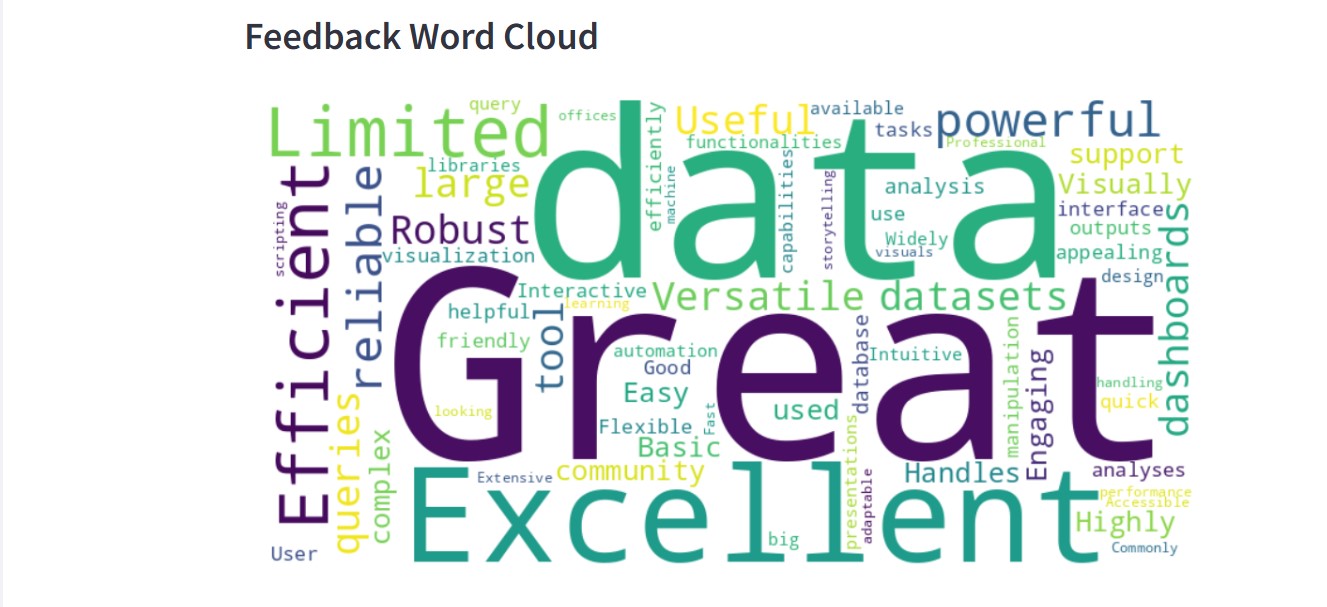 Feedback Word Cloud
Limited
query
offices
data
efficiently
machine
Useful
available
functionalities
tasks
powerful
Professional
support
libraries
large
Visually
scripting
Efficient
reliable
Robust
visualization
capabilities
storytelling
analysis
use
Widely
visuals
interface
outputs
appealing
design
dashboards
Interactive
learning
Versatile
datasets
helpful
friendly
tool
Great
automation
Good
Easy
database
Intuitive
manipulation
Engaging
handling
quick
looking
Flexible
Fast
used
Basic
queries
complex
Extensive
community
presentations
adaptable
Handles
analyses
performance
Accessible
Excellent
big
Highly
Commonly
User